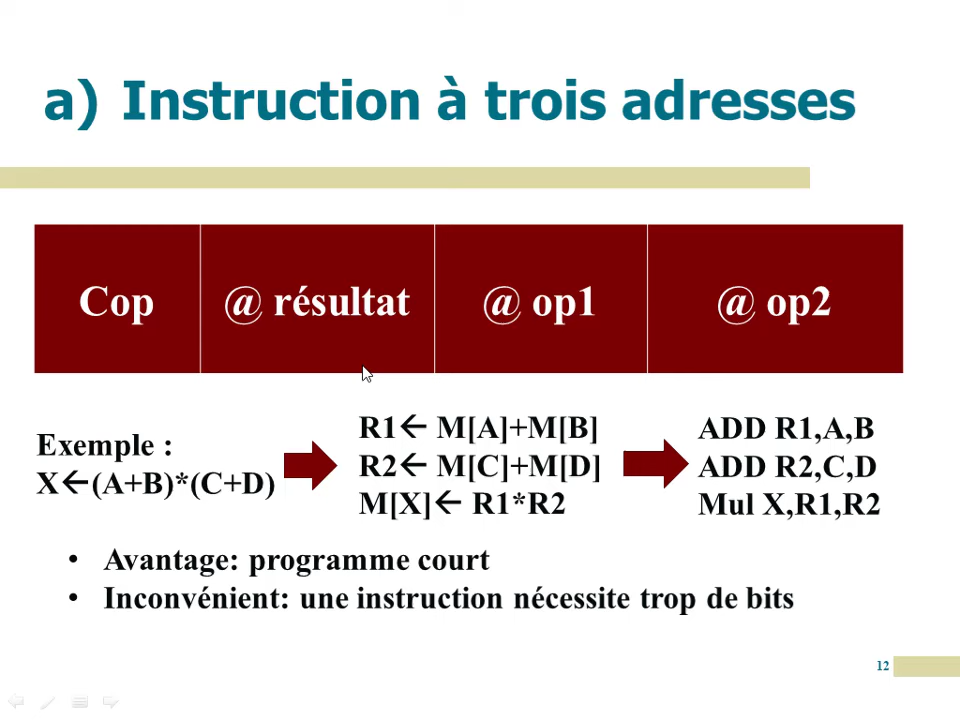 a) Instruction à trois adresses
Cop @ résultat @ op1 @ op2
Exemple :
X←(A+B)*(C+D)
R1← M[A]+M[B]
R2← M[C]+M[D]
M[X]← R1*R2
ADD R1,A,B
ADD R2,C,D
Mul X,R1,R2
• Avantage: programme court
• Inconvénient: une instruction nécessite trop de bits
12